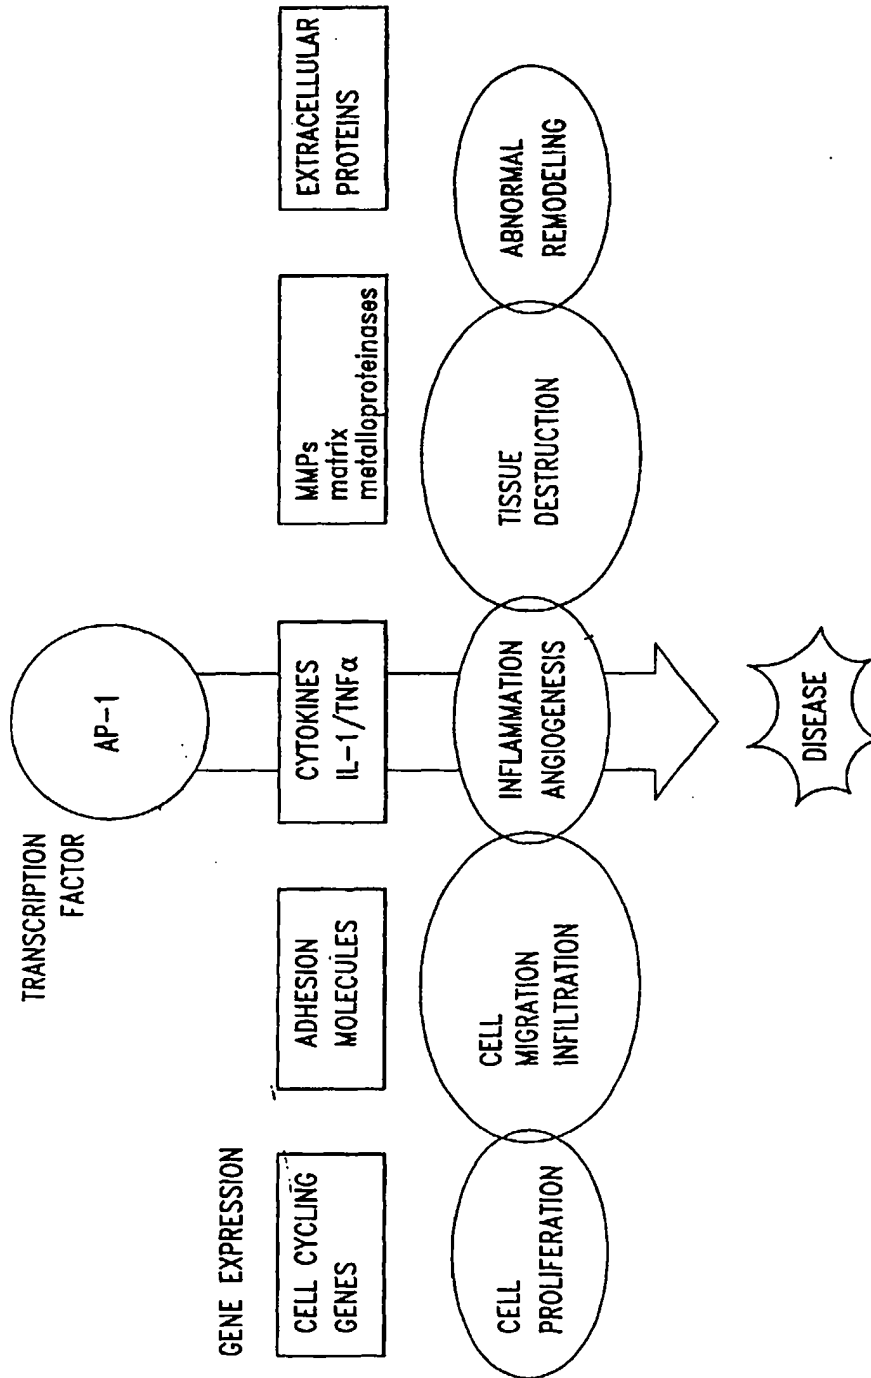 TRANSCRIPTION
FACTOR
AP-1
GENE EXPRESSION
CELL CYCLING
GENES
ADHESION
MOLECULES
CYTOKINES
IL-1/TNFα
MMPs
matrix
metalloproteinases
EXTRACELLULAR
PROTEINS
CELL
PROLIFERATION
CELL
MIGRATION
INFILTRATION
INFLAMMATION
ANGIOGENESIS
TISSUE
DESTRUCTION
ABNORMAL
REMODELING
DISEASE